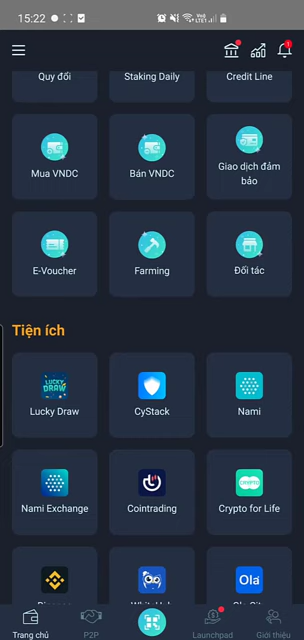 15:22
Quy đổi
Staking Daily
Credit Line
Mua VNDC
Bán VNDC
Giao dịch đảm
bảo
E-Voucher
Farming
Đối tác
Tiện ích
LUCKY
DRAW
Lucky Draw
CyStack
Nami
Nami Exchange
Cointrading
CRYPTO
Crypto for Life
Ola
Trang chủ
P2P
Launchpad
Giới thiệu